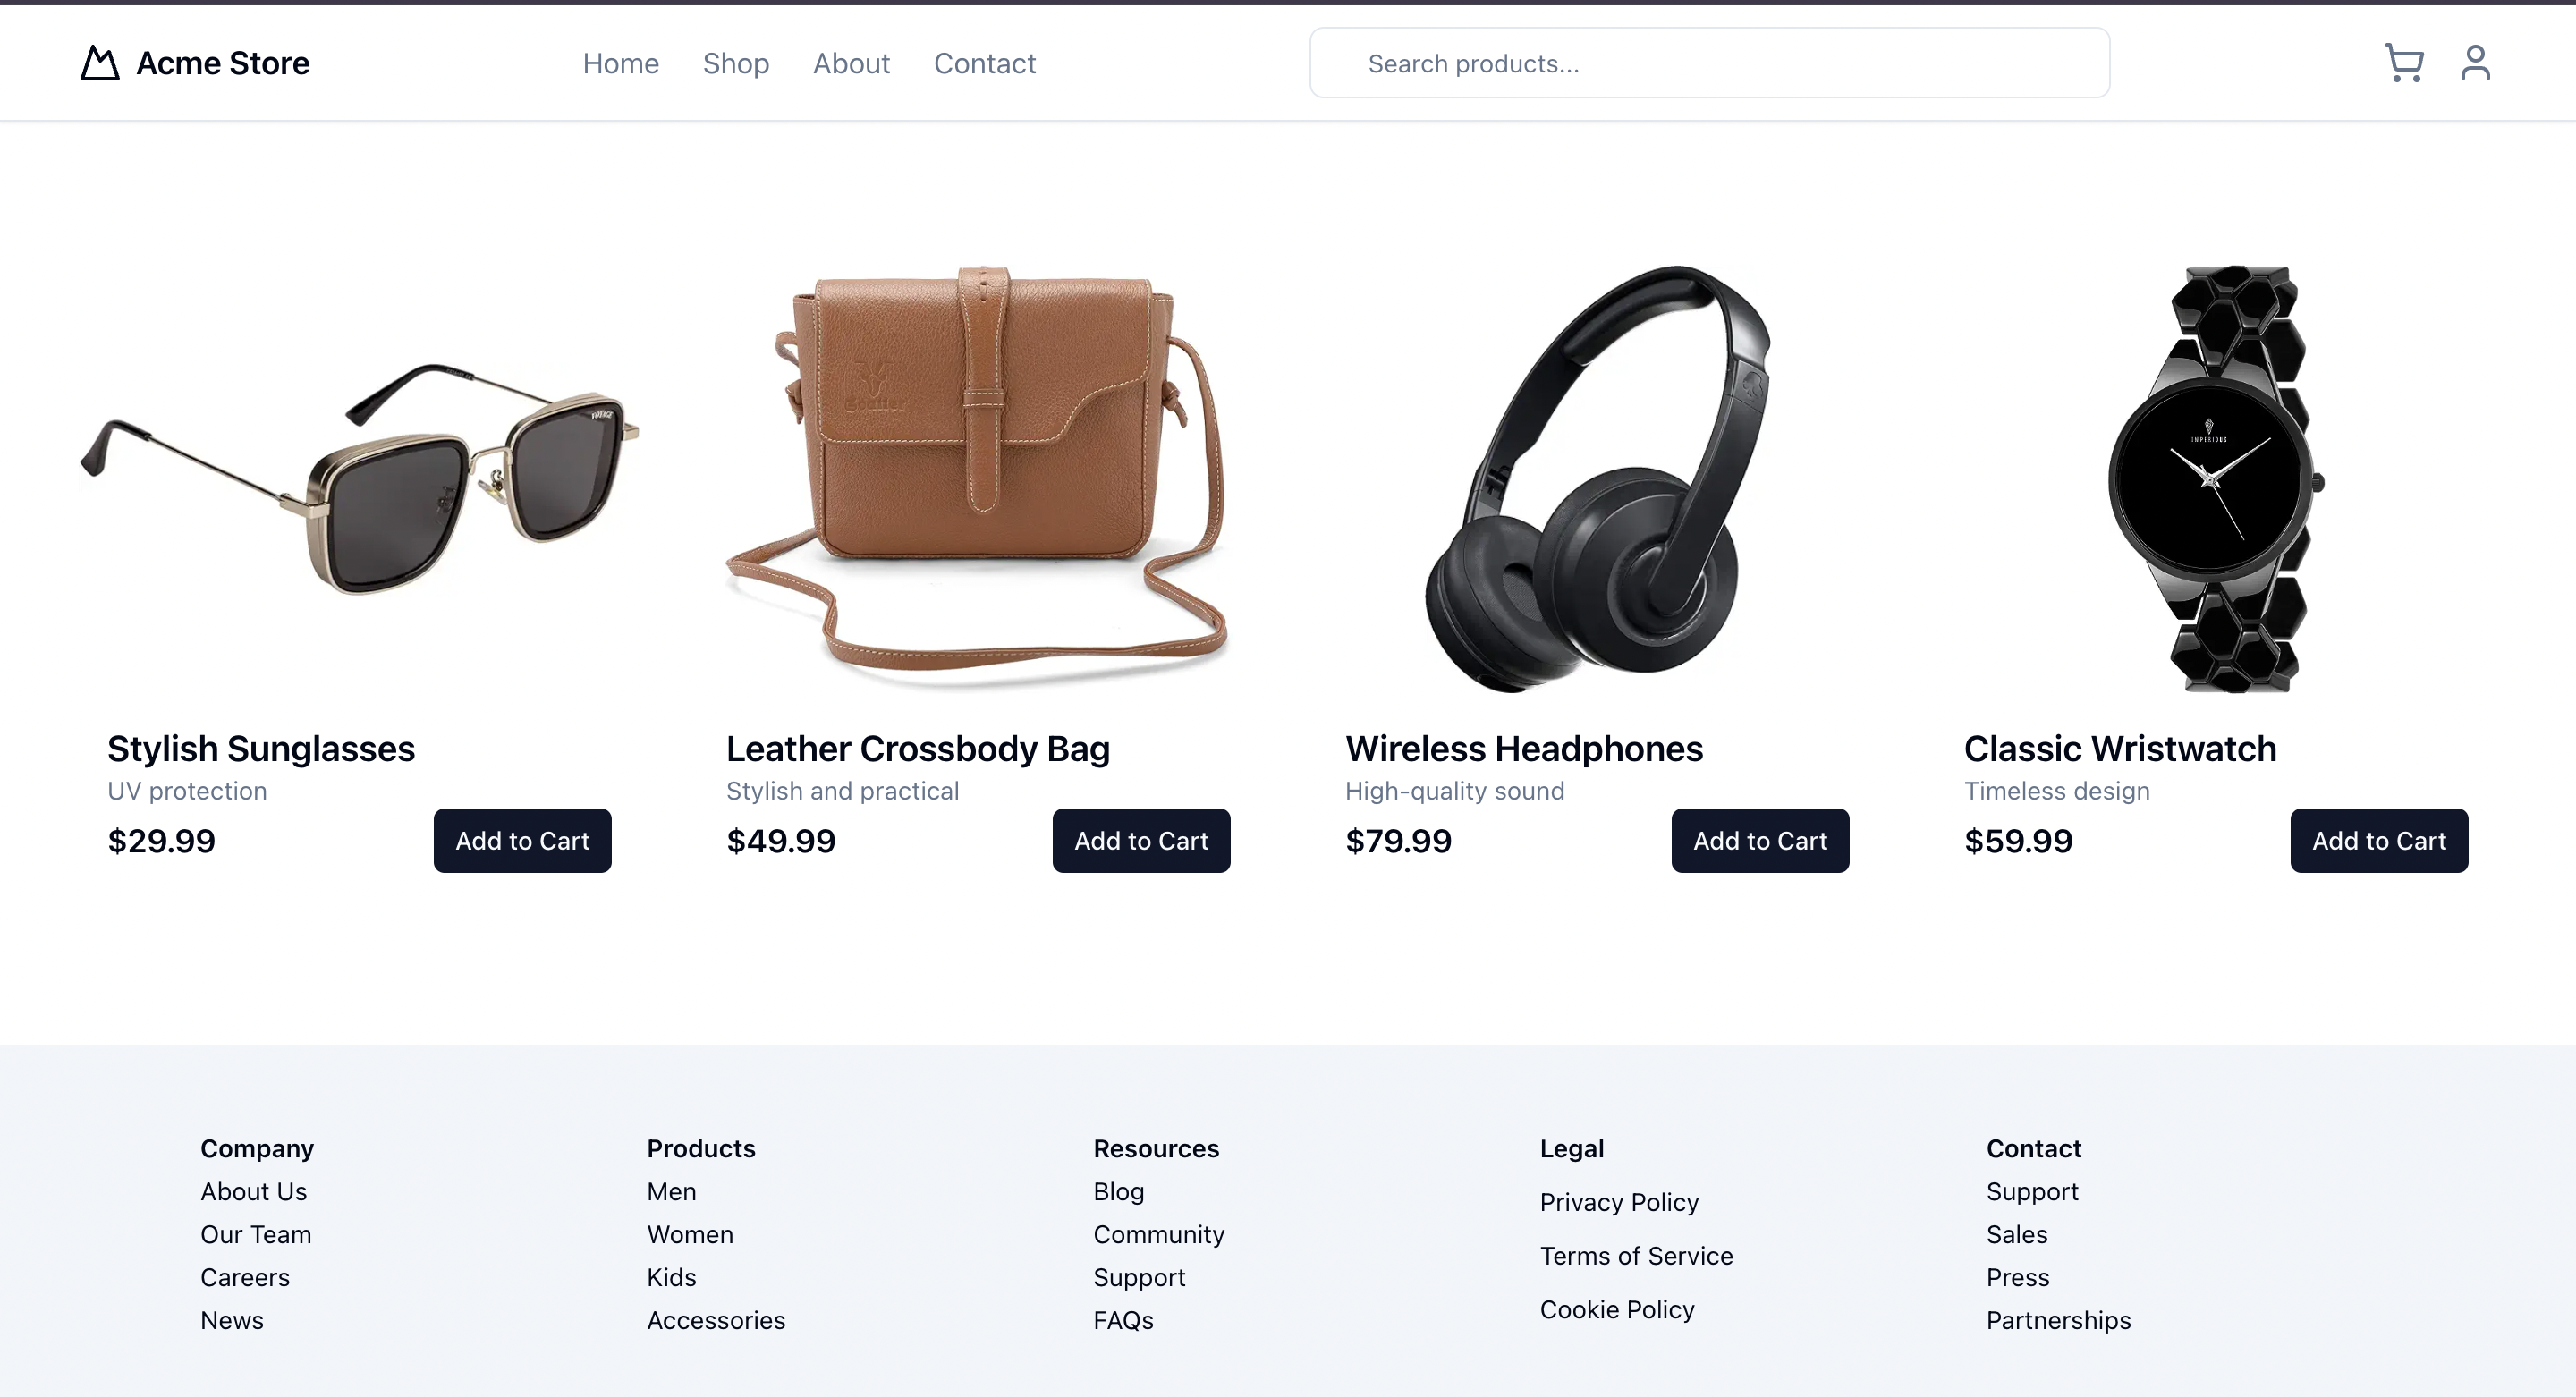 Acme Store
Home Shop About Contact
Search products...
IMPERIOUS
Stylish Sunglasses
UV protection
$29.99
Add to Cart
Leather Crossbody Bag
Stylish and practical
$49.99
Add to Cart
Wireless Headphones
High-quality sound
$79.99
Add to Cart
Classic Wristwatch
Timeless design
$59.99
Add to Cart
Company
About Us
Our Team
Careers
News
Products
Men
Women
Kids
Accessories
Resources
Blog
Community
Support
FAQs
Legal
Privacy Policy
Terms of Service
Cookie Policy
Contact
Support
Sales
Press
Partnerships